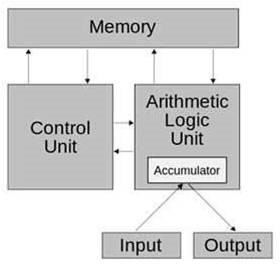 Memory
Control
Unit
Arithmetic
Logic
Unit
Accumulator
Input
Output